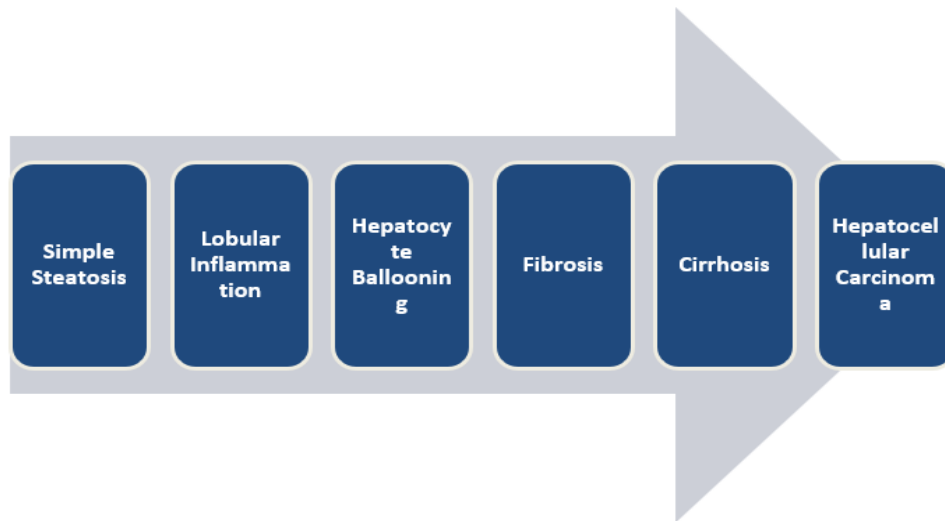 Simple
Steatosis
Lobular
Inflamma
tion
Hepatocy
te
Balloonin
g
Fibrosis
Cirrhosis
Hepatocel
lular
Carcinom
a